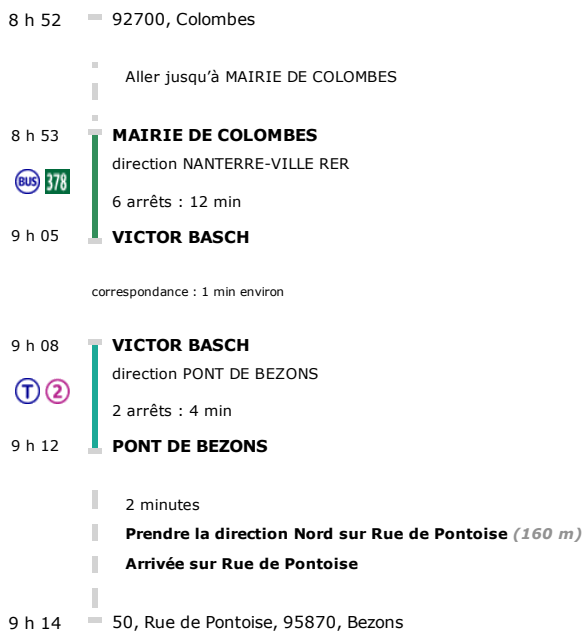 8 h 52 92700, Colombes
Aller jusqu'à MAIRIE DE COLOMBES
8 h 53 MAIRIE DE COLOMBES
direction NANTERRE-VILLE RER
BUS 378
6 arrêts : 12 min
9 h 05 VICTOR BASCH
correspondance : 1 min environ
9 h 08 VICTOR BASCH
direction PONT DE BEZONS
T 2
2 arrêts : 4 min
9 h 12 PONT DE BEZONS
2 minutes
Prendre la direction Nord sur Rue de Pontoise (160 m)
Arrivée sur Rue de Pontoise
9 h 14 50, Rue de Pontoise, 95870, Bezons